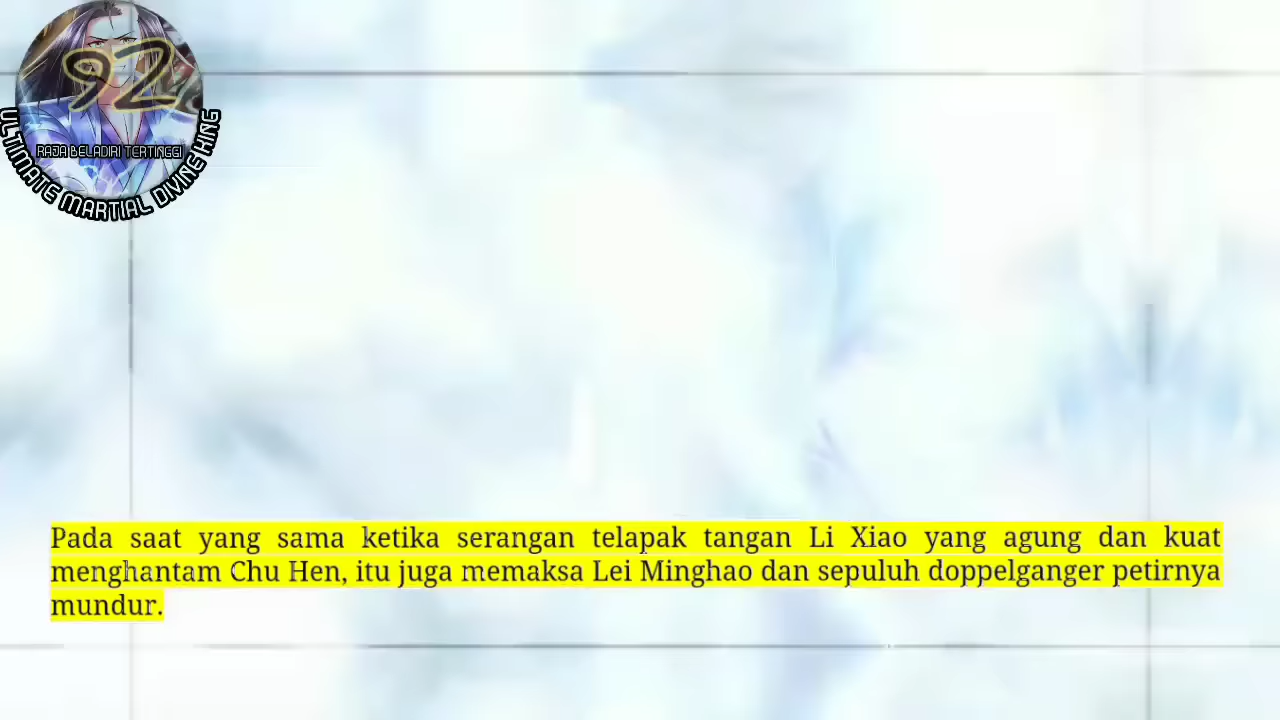 92
RAJA BELADIRI TERTINGGI
ULTIMATE MARTIAL DIVINE KING
Pada saat yang sama ketika serangan telapak tangan Li Xiao yang agung dan kuat
menghantam Chu Hen, itu juga memaksa Lei Minghao dan sepuluh doppelganger petirnya
mundur.